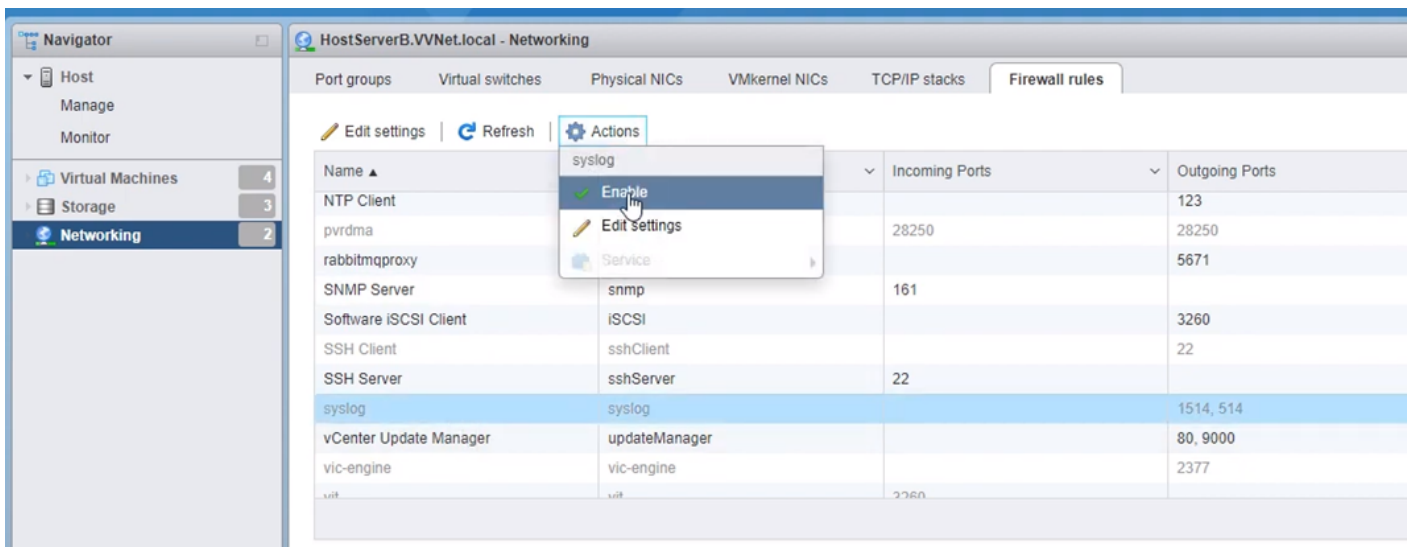 Navigator
Host
Manage
Monitor
Virtual Machines 4
Storage 3
Networking 2
HostServerB.VVNet.local - Networking
Port groups Virtual switches Physical NICs VMkernel NICs TCP/IP stacks Firewall rules
Edit settings Refresh Actions
syslog
Enable
Edit settings
Service
Name Incoming Ports Outgoing Ports
NTP Client 123
pvrdma 28250 28250
rabbitmqproxy 5671
SNMP Server snmp 161
Software iSCSI Client iSCSI 3260
SSH Client sshClient 22
SSH Server sshServer 22
syslog syslog 1514, 514
vCenter Update Manager updateManager 80, 9000
vic-engine vic-engine 2377
vit vit 3260